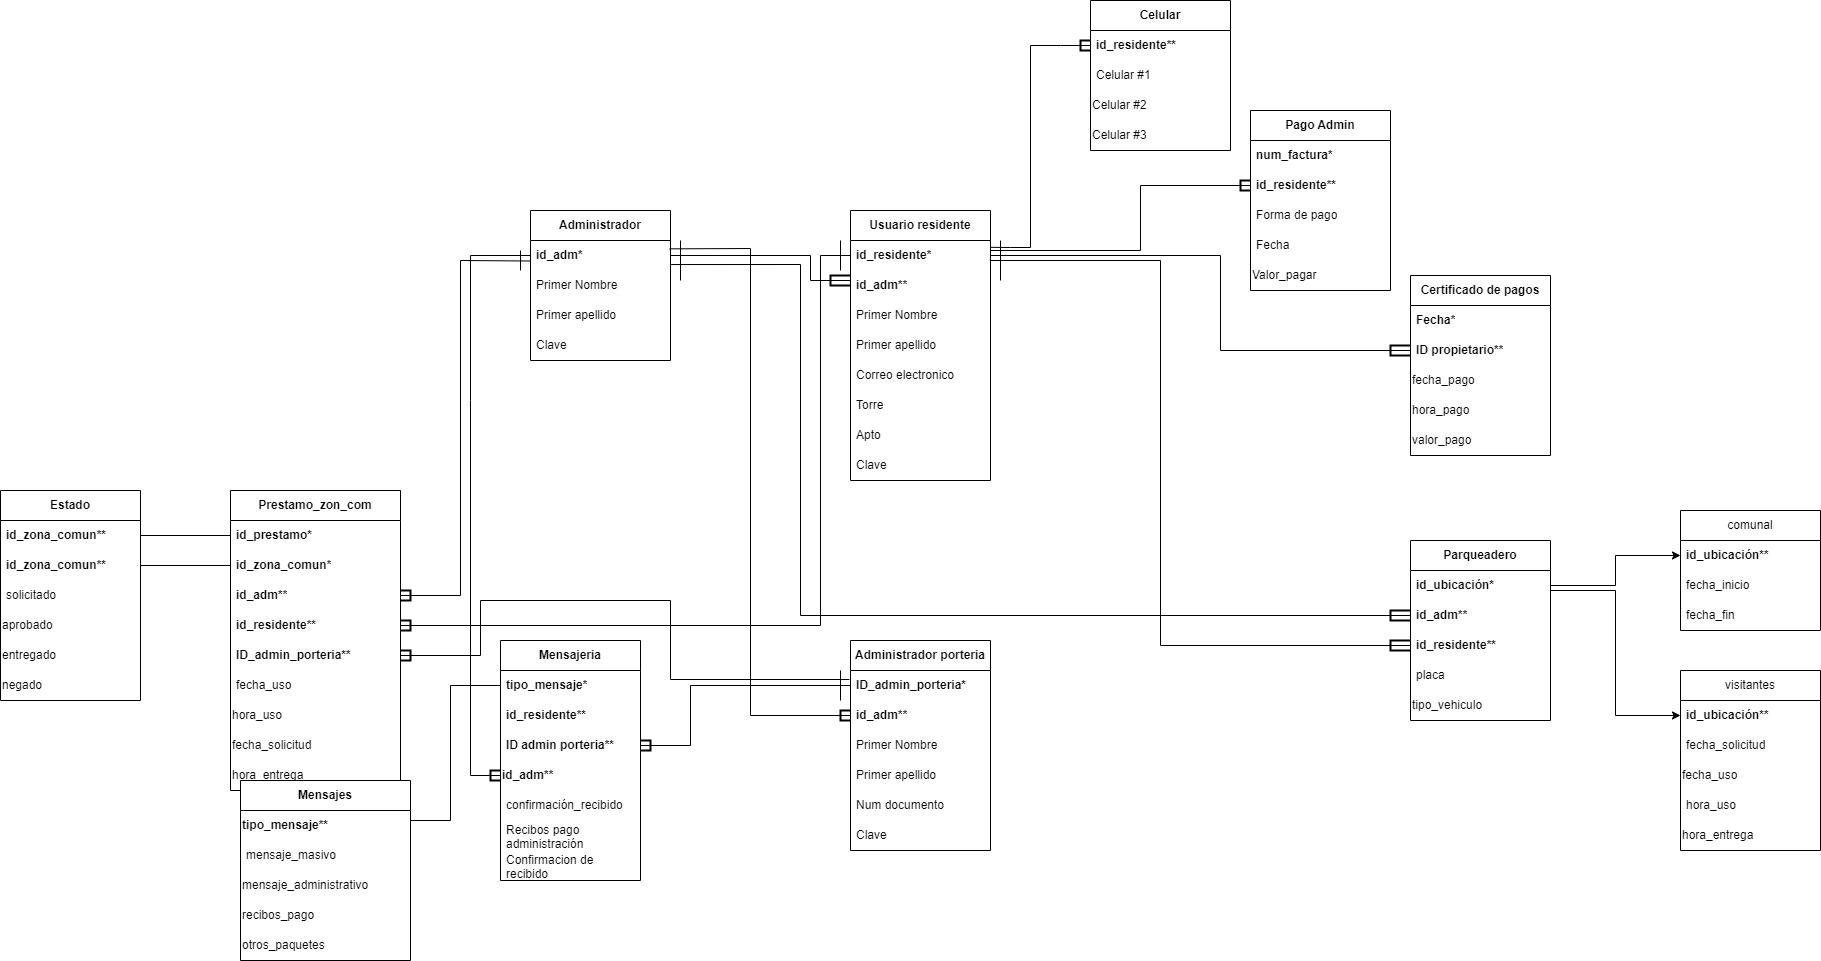 Celular
id_residente**
Celular #1
Celular #2
Celular #3
Pago Admin
num_factura*
id_residente**
Forma de pago
Fecha
Valor_pagar
Administrador
id_adm*
Primer Nombre
Primer apellido
Clave
Usuario residente
id_residente*
id_adm**
Primer Nombre
Primer apellido
Correo electronico
Torre
Apto
Clave
Certificado de pagos
Fecha*
ID propietario**
fecha_pago
hora_pago
valor_pago
Estado
id_zona_comun**
id_zona_comun**
solicitado
aprobado
entregado
negado
Prestamo_zon_com
id_prestamo*
id_zona_comun*
id_adm**
id_residente**
ID_admin_porteria**
fecha_uso
hora_uso
fecha_solicitud
hora_entrega
Mensajes
tipo_mensaje**
mensaje_masivo
mensaje_administrativo
recibos_pago
otros_paquetes
Mensajeria
tipo_mensaje*
id_residente**
ID admin porteria**
id_adm**
confirmación_recibido
Recibos pago
administración
Confirmacion de
recibido
Administrador porteria
ID_admin_porteria*
id_adm**
Primer Nombre
Primer apellido
Num documento
Clave
Parqueadero
id_ubicación*
id_adm**
id_residente**
placa
tipo_vehiculo
comunal
id_ubicación**
fecha_inicio
fecha_fin
visitantes
id_ubicación**
fecha_solicitud
fecha_uso
hora_uso
hora_entrega